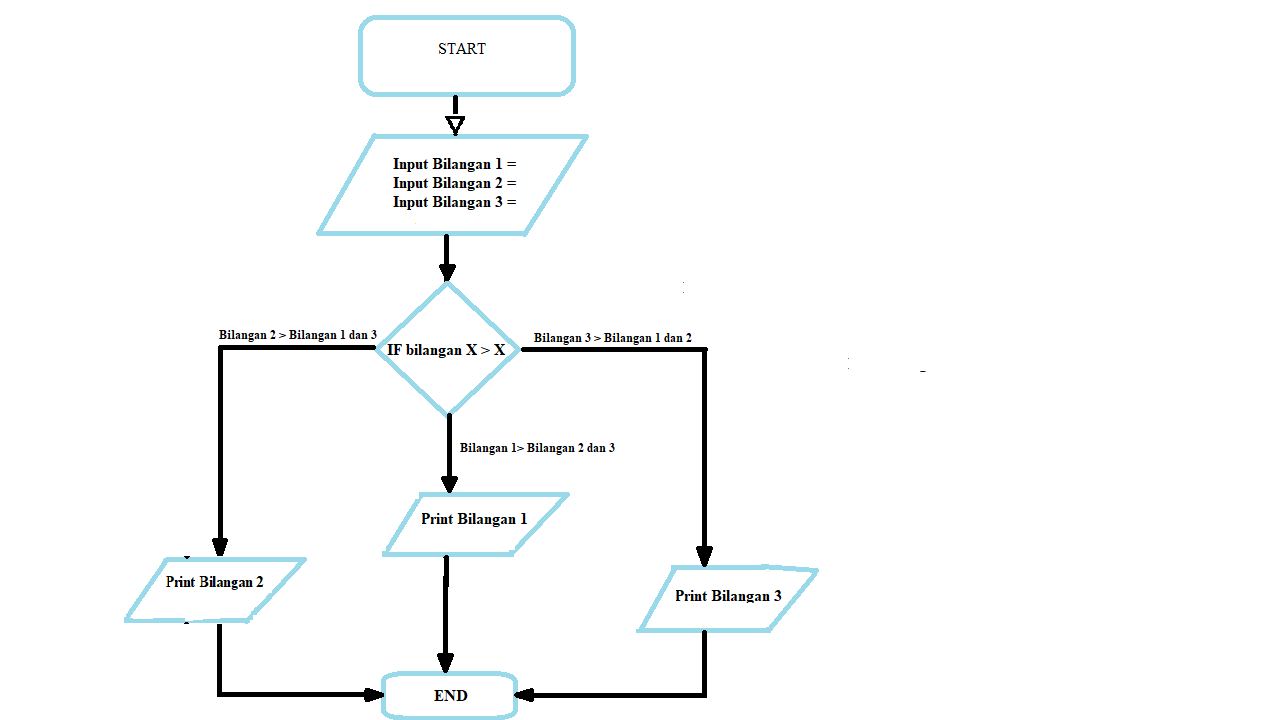 START
Input Bilangan 1 =
Input Bilangan 2 =
Input Bilangan 3 =
Bilangan 2 > Bilangan 1 dan 3
IF bilangan X > X
Bilangan 3 > Bilangan 1 dan 2
Bilangan 1> Bilangan 2 dan 3
Print Bilangan 1
Print Bilangan 2
Print Bilangan 3
END